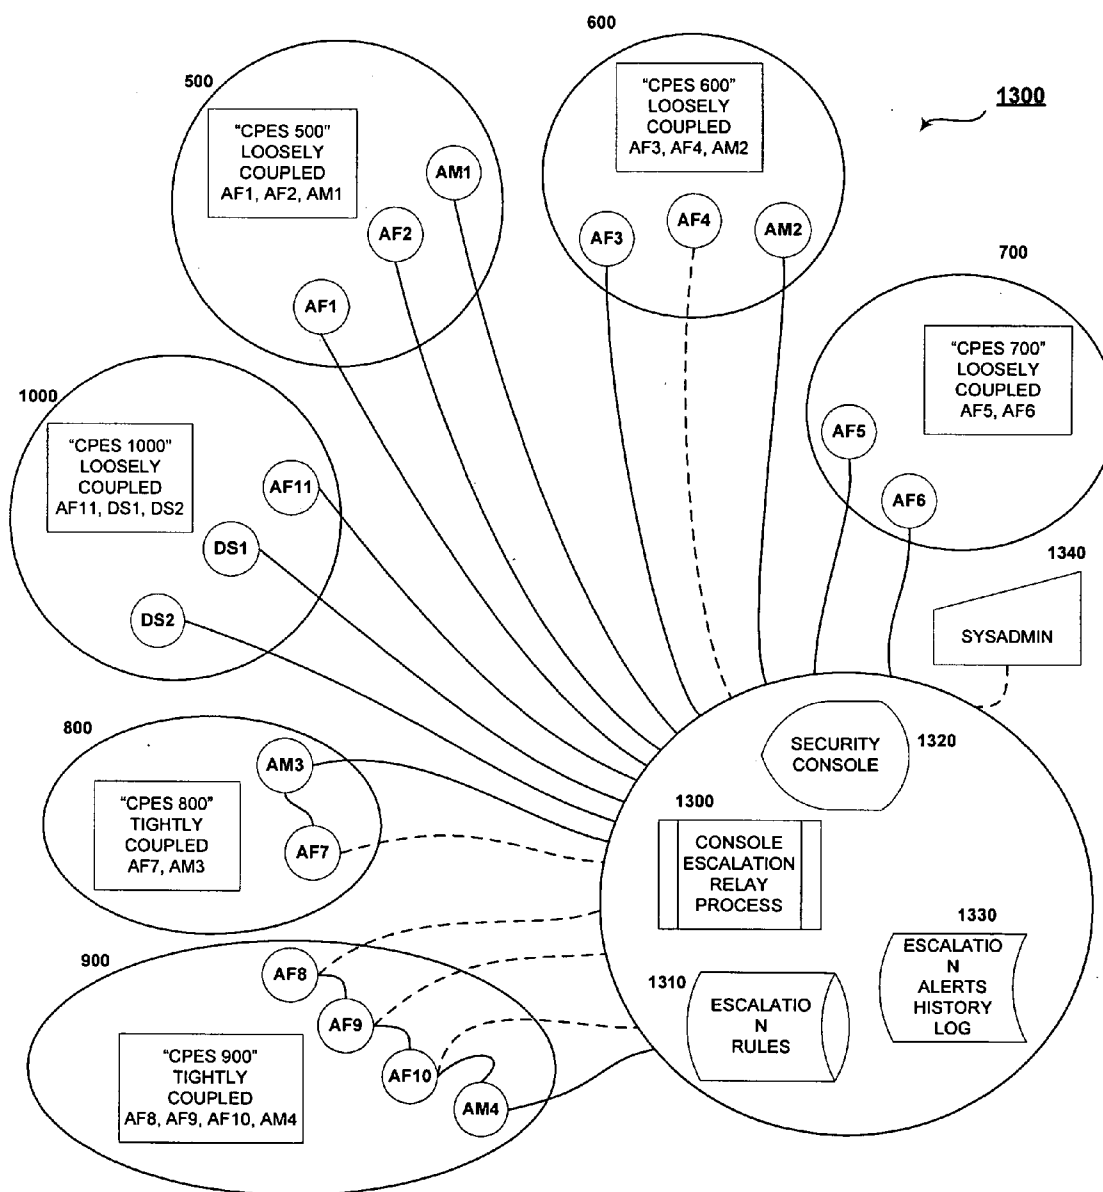 600
500
1300
"CPES 500"
LOOSELY
COUPLED
AF1, AF2, AM1
AM1
AF2
AF1
"CPES 600"
LOOSELY
COUPLED
AF3, AF4, AM2
AF3
AF4
AM2
700
"CPES 700"
LOOSELY
COUPLED
AF5, AF6
AF5
AF6
1000
"CPES 1000"
LOOSELY
COUPLED
AF11, DS1, DS2
AF11
DS1
DS2
1340
SYSADMIN
800
"CPES 800"
TIGHTLY
COUPLED
AF7, AM3
AM3
AF7
SECURITY
CONSOLE
1320
1300
CONSOLE
ESCALATION
RELAY
PROCESS
1330
ESCALATIO
N
ALERTS
HISTORY
LOG
1310
ESCALATIO
N
RULES
900
"CPES 900"
TIGHTLY
COUPLED
AF8, AF9, AF10, AM4
AF8
AF9
AF10
AM4